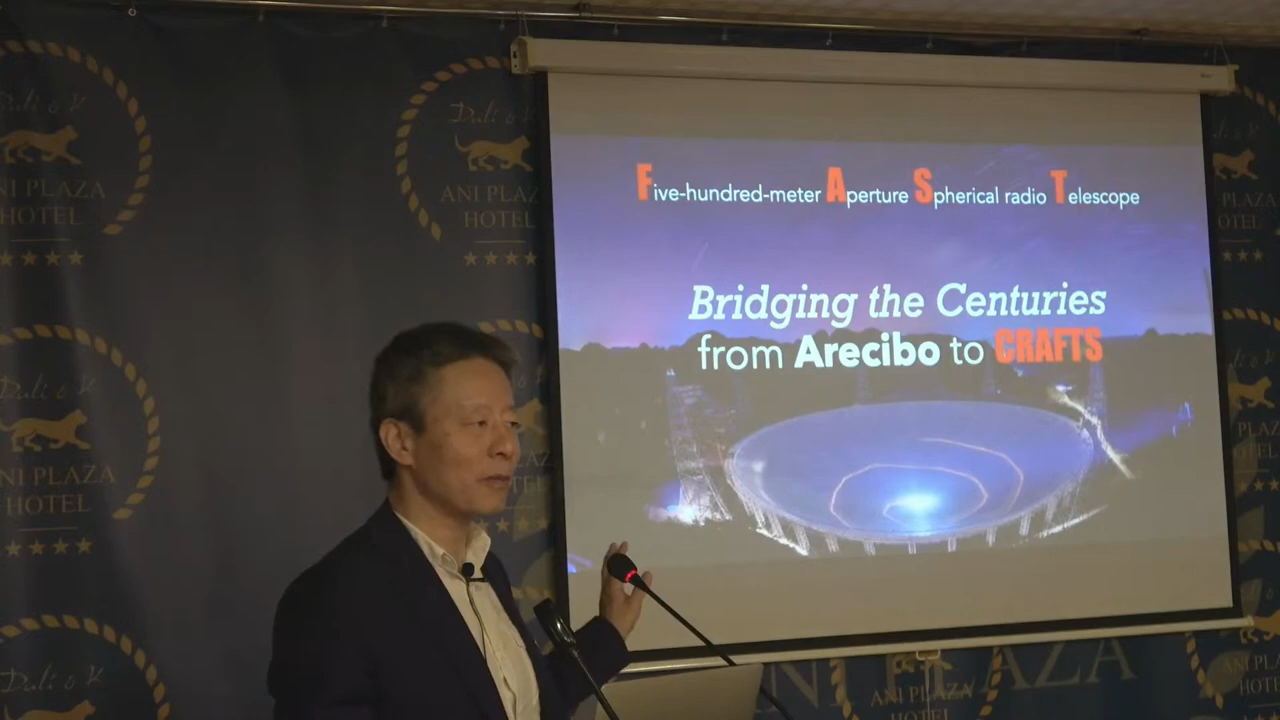 Five-hundred-meter Aperture Spherical radio Telescope
Bridging the Centuries
from Arecibo to CRAFTS
ANI PLAZA
HOTEL
ANI PLAZA
HOTEL
ANI PLAZA
HOTEL
PLAZA
ANI PLAZA
ANI PLAZA
HOTEL